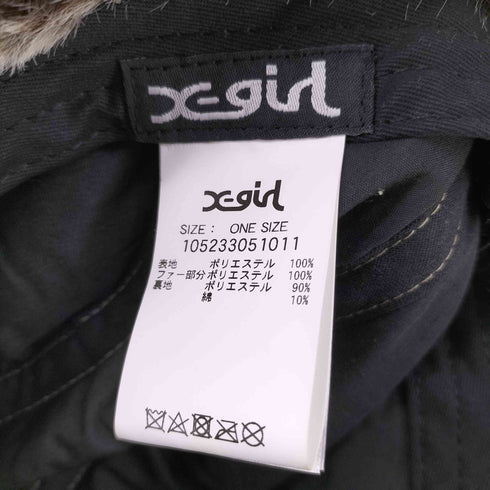 X-girl
X-girl
SIZE: ONE SIZE
105233051011
表地 ポリエステル 100%
ファー部分 ポリエステル 100%
裏地 ポリエステル 90%
綿 10%